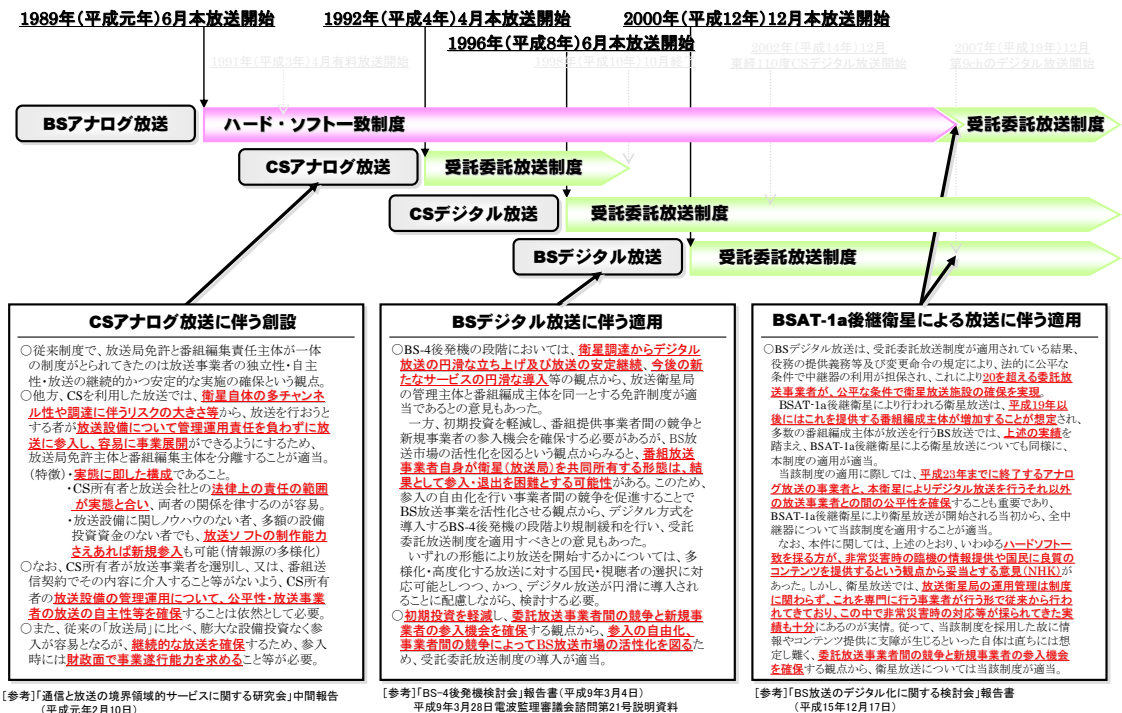 1989年(平成元年)6月本放送開始
1992年(平成4年)4月本放送開始
2000年(平成12年)12月本放送開始
1996年(平成8年)6月本放送開始
1991年(平成3年)4月有料放送開始
1998年(平成10年)10月終了
2002年(平成14年)12月
東経110度CSデジタル放送開始
2007年(平成19年)12月
第9chのデジタル放送開始
BSアナログ放送
ハード・ソフト一致制度
受託委託放送制度
CSアナログ放送
受託委託放送制度
CSデジタル放送
受託委託放送制度
BSデジタル放送
受託委託放送制度
CSアナログ放送に伴う創設
○従来制度で、放送局免許と番組編集責任主体が一体
の制度がとられてきたのは放送事業者の独立性・自主
性・放送の継続的かつ安定的な実施の確保という観点。
○他方、CSを利用した放送では、衛星自体の多チャンネ
ル性や調達に伴うリスクの大きさ等から、放送を行おうと
する者が放送設備について管理運用責任を負わずに放
送に参入し、容易に事業展開ができるようにするため、
放送局免許主体と番組編集主体を分離することが適当。
(特徴)・実態に即した構成であること。
・CS所有者と放送会社との法律上の責任の範囲
が実態と合い、両者の関係を律するのが容易。
・放送設備に関しノウハウのない者、多額の設備
投資資金のない者でも、放送ソフトの制作能力
さえあれば新規参入も可能(情報源の多様化)
○なお、CS所有者が放送事業者を選別し、又は、番組送
信契約でその内容に介入すること等がないよう、CS所有
者の放送設備の管理運用について、公平性・放送事業
者の放送の自主性等を確保することは依然として必要。
○また、従来の「放送局」に比べ、膨大な設備投資なく参
入が容易となるが、継続的な放送を確保するため、参入
時には財政面で事業遂行能力を求めること等が必要。
[参考]「通信と放送の境界領域的サービスに関する研究会」中間報告
(平成元年2月10日)
BSデジタル放送に伴う適用
○BS-4後発機の段階においては、衛星調達からデジタル
放送の円滑な立ち上げ及び放送の安定継続、今後の新
たなサービスの円滑な導入等の観点から、放送衛星局
の管理主体と番組編成主体を同一とする免許制度が適
当であるとの意見もあった。
一方、初期投資を軽減し、番組提供事業者間の競争と
新規事業者の参入機会を確保する必要があるが、BS放
送市場の活性化を図るという観点からみると、番組放送
事業者自身が衛星(放送局)を共同所有する形態は、結
果として参入・退出を困難とする可能性がある。このため、
参入の自由化を行い事業者間の競争を促進することで
BS放送事業を活性化させる観点から、デジタル方式を
導入するBS-4後発機の段階より規制緩和を行い、受託
委託放送制度を適用すべきとの意見もあった。
いずれの形態により放送を開始するかについては、多
様化・高度化する放送に対する国民・視聴者の選択に対
応可能としつつ、かつ、デジタル放送が円滑に導入され
ることに配慮しながら、検討する必要。
○初期投資を軽減し、委託放送事業者間の競争と新規事
業者の参入機会を確保する観点から、参入の自由化、
事業者間の競争によってBS放送市場の活性化を図るた
め、受託委託放送制度の導入が適当。
[参考]「BS-4後発機検討会」報告書(平成9年3月4日)
平成9年3月28日電波監理審議会諮問第21号説明資料
BSAT-1a後継衛星による放送に伴う適用
○BSデジタル放送は、受託委託放送制度が適用されている結果、
役務の提供義務等及び変更命令の規定により、法的に公平な
条件で中継器の利用が担保され、これにより20を超える委託放
送事業者が、公平な条件で衛星放送施設の確保を実現。
BSAT-1a後継衛星により行われる衛星放送は、平成19年以
後にはこれを提供する番組編成主体が増加することが想定され、
多数の番組編成主体が放送を行うBS放送では、上述の実績を
踏まえ、BSAT-1a後継衛星による放送についても同様に、
本制度の適用が適当。
当該制度の適用に際しては、平成23年までに終了するアナロ
グ放送の事業者と、本衛星によりデジタル放送を行うそれ以外
の放送事業者との間の公平性を確保することも重要であり、
BSAT-1a後継衛星により衛星放送が開始される当初から、全中
継器について当該制度を適用することが適当。
なお、本件に関しては、上述のとおり、いわゆるハードソフト一
致を採る方が、非常災害時の臨機の情報提供や国民に良質の
コンテンツを提供するという観点から妥当とする意見(NHK)が
あった。しかし、衛星放送では、放送衛星局の運用管理は制度
に関わらず、これを専門に行う事業者が行う形で従来から行わ
れてきており、この中で非常災害時の対応等が採られてきた実
績も十分にあるのが実情。従って、当該制度を採用した故に情
報やコンテンツ提供に支障が生じるといった自体は直ちには想
定し難く、委託放送事業者間の競争と新規事業者の参入機会
を確保する観点から、衛星放送については当該制度が適当。
[参考]「BS放送のデジタル化に関する検討会」報告書
(平成15年12月17日)